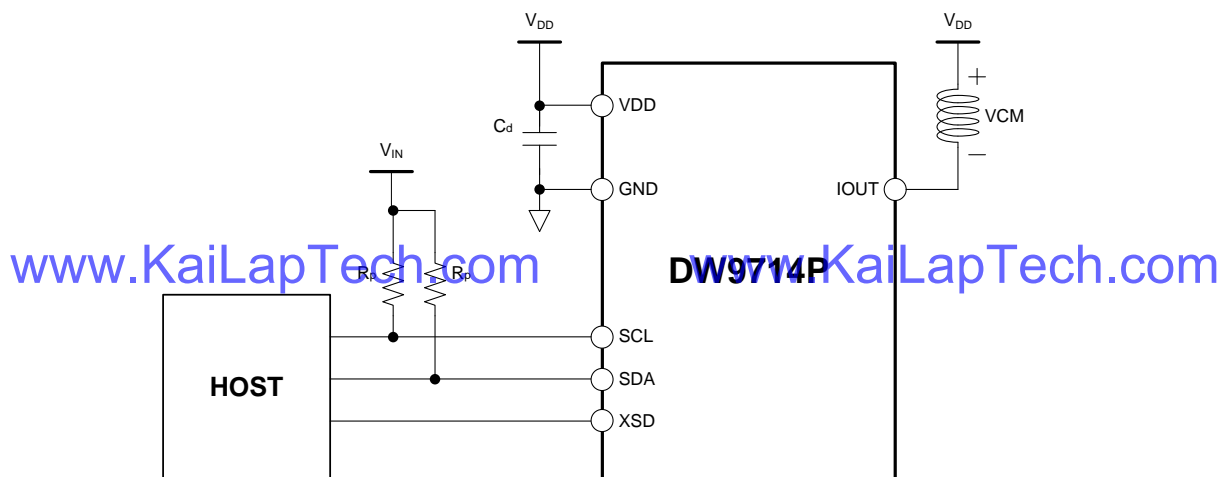 VDD
VDD
VDD
+
VCM
Cd
VIN
−
GND
IOUT
www.KaiLapTech.com
www.KaiLapTech.com
Rp
Rp
DW9714P
SCL
HOST
SDA
XSD